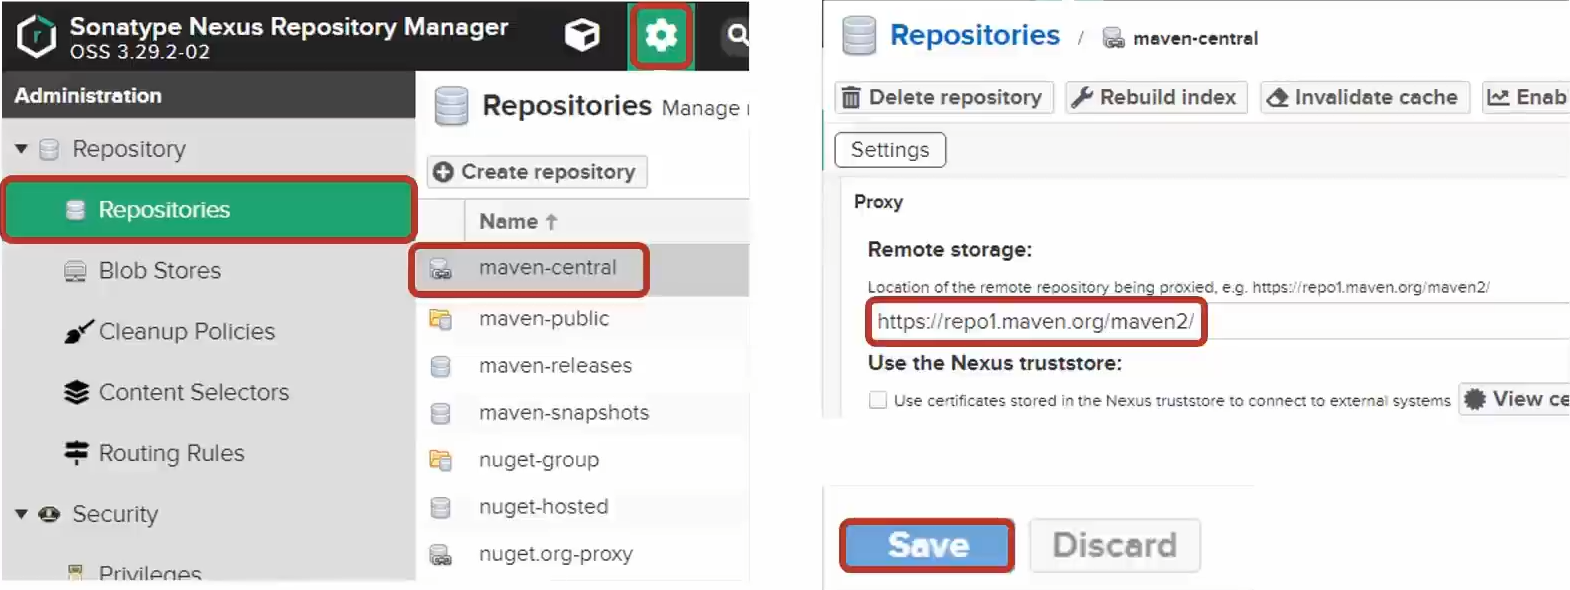 Sonatype Nexus Repository Manager
OSS 3.29.2-02
Administration
Repository
Repositories
Blob Stores
Cleanup Policies
Content Selectors
Routing Rules
Security
Privileges
Repositories Manage
Create repository
Name ↑
maven-central
maven-public
maven-releases
maven-snapshots
nuget-group
nuget-hosted
nuget.org-proxy
Repositories / maven-central
Delete repository Rebuild index Invalidate cache Enab
Settings
Proxy
Remote storage:
Location of the remote repository being proxied, e.g. https://repo1.maven.org/maven2/
https://repo1.maven.org/maven2/
Use the Nexus truststore:
Use certificates stored in the Nexus truststore to connect to external systems View ce
Save Discard